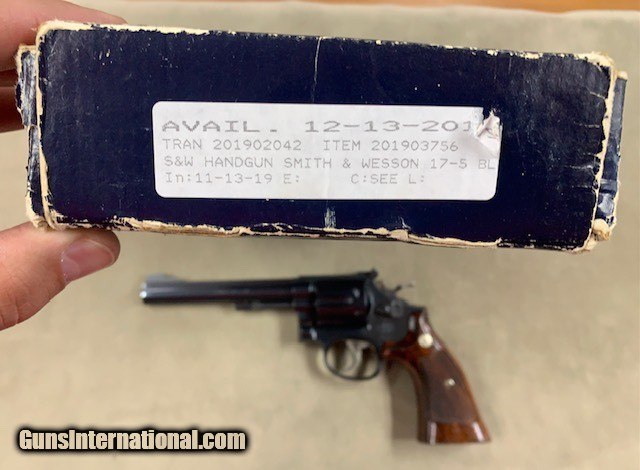 AVAIL. 12-13-201
TRAN 201902042 ITEM 201903756
S&W HANDGUN SMITH & WESSON 17-5 BL
In:11-13-19 E: C:SEE L:
GunsInternational.com